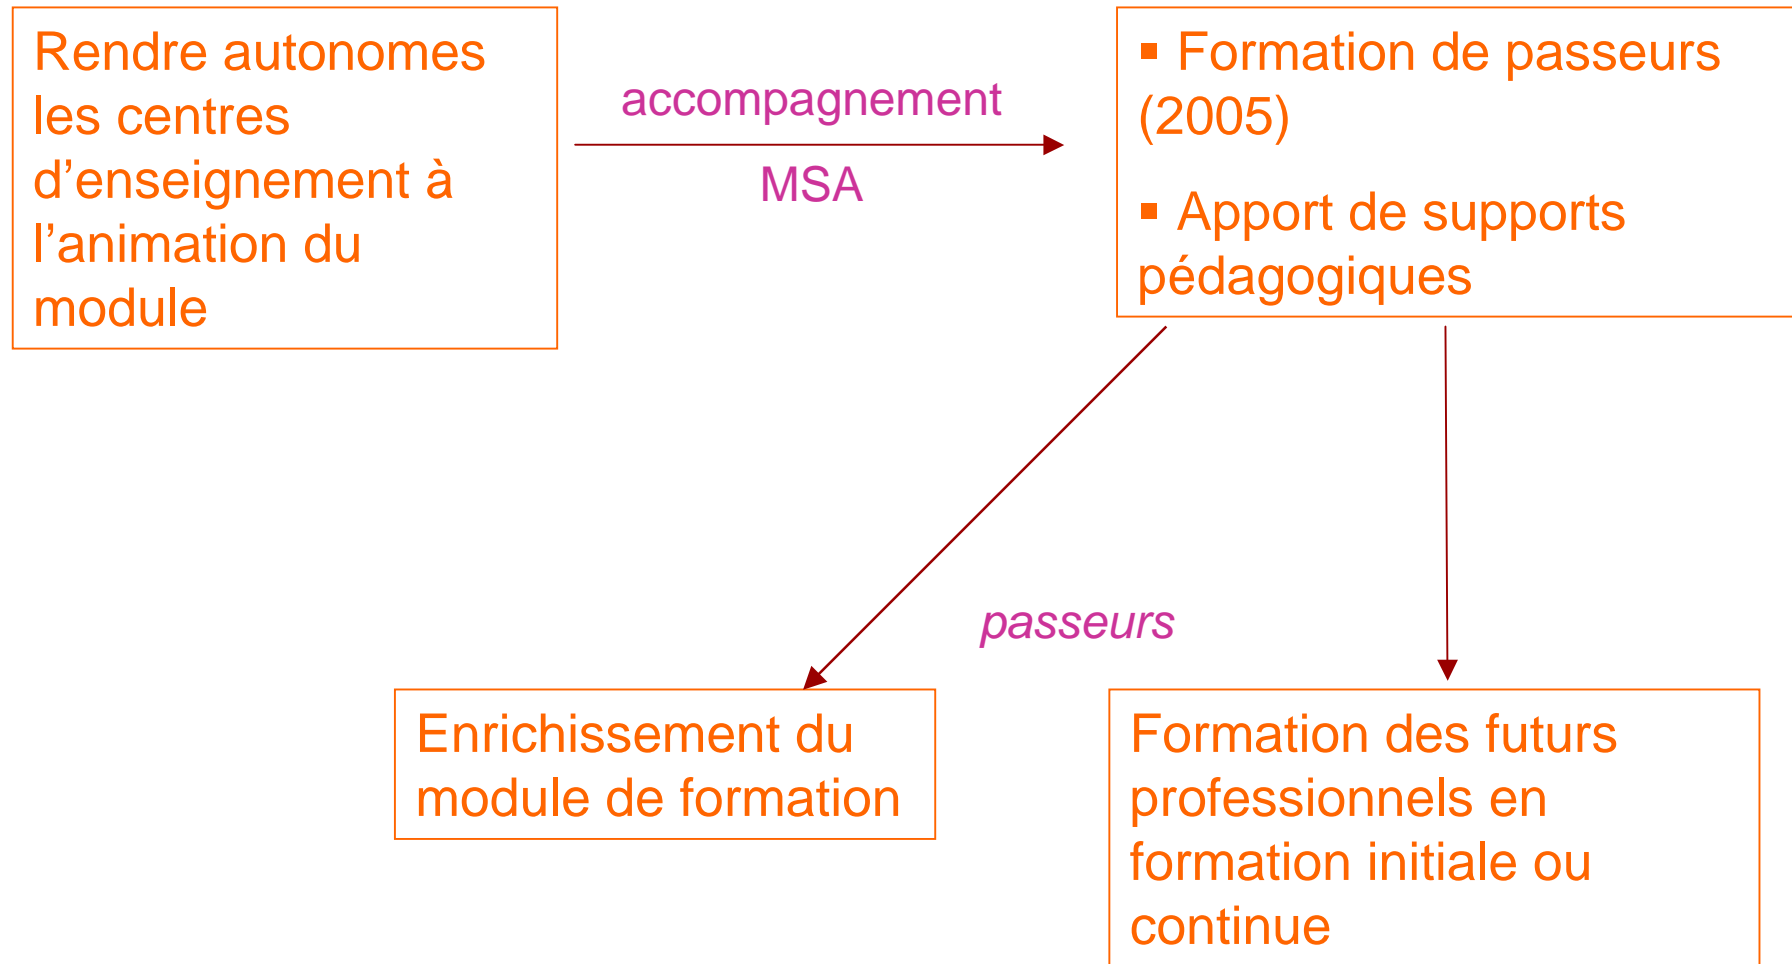 Rendre autonomes
les centres
d’enseignement à
l’animation du
module
accompagnement
MSA
▪ Formation de passeurs
(2005)
▪ Apport de supports
pédagogiques
passeurs
Enrichissement du
module de formation
Formation des futurs
professionnels en
formation initiale ou
continue